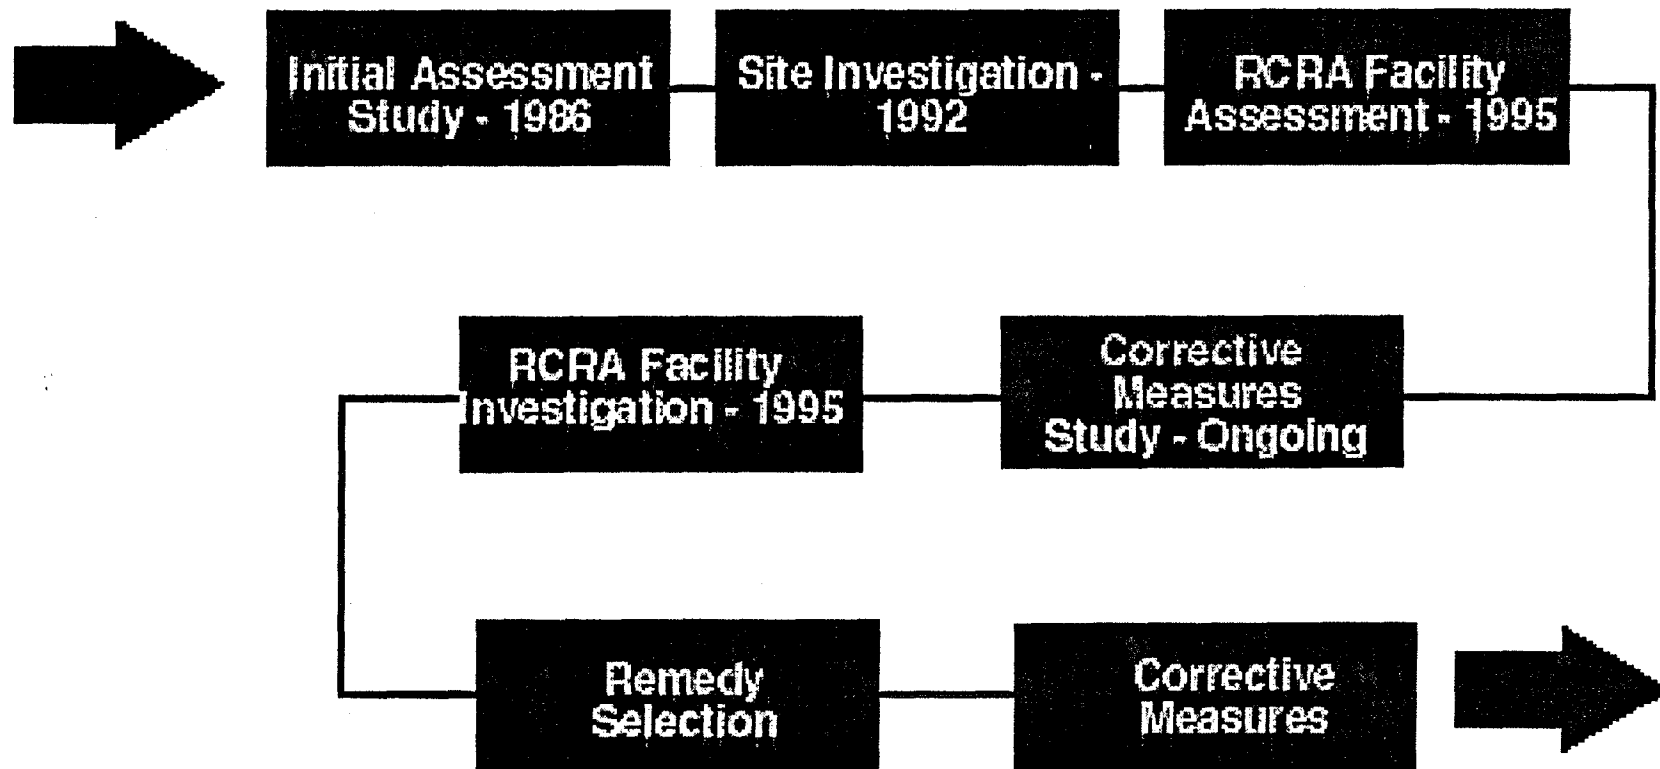 Initial Assessment
Study - 1986
Site Investigation -
1992
RCRA Facility
Assessment - 1995
RCRA Facility
Investigation - 1995
Corrective
Measures
Study - Ongoing
Remedy
Selection
Corrective
Measures